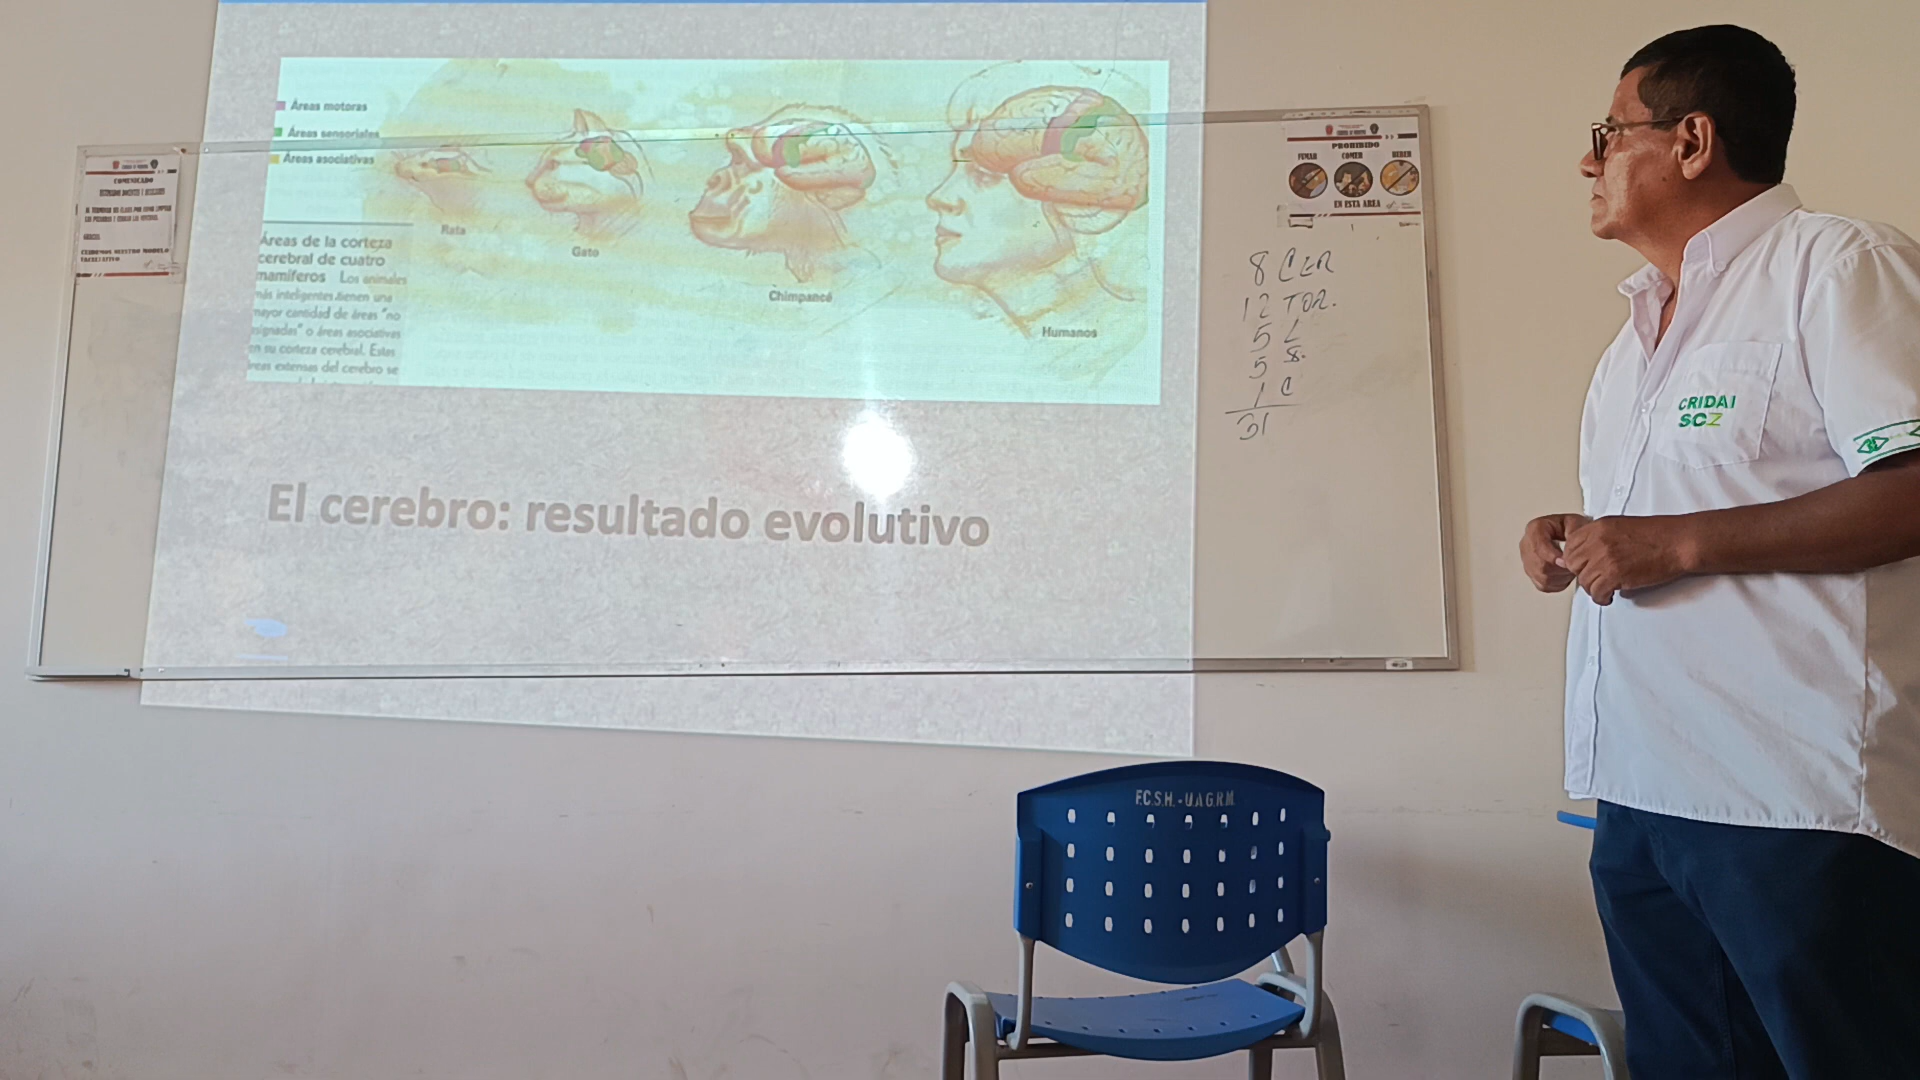 Áreas motoras
Áreas sensoriales
Áreas asociativas
Rata
Gato
Chimpancé
Humanos
Áreas de la corteza
cerebral de cuatro
mamíferos Los animales
más inteligentes tienen una
mayor cantidad de áreas "no
asignadas" o áreas asociativas
en su corteza cerebral. Estas
áreas extensas del cerebro se
El cerebro: resultado evolutivo
COMUNICADO
PROHIBIDO
FUMAR COMER BEBER
EN ESTA AREA
8 CER
12 TOR.
5 L
5 S.
1 C
31
CRIDAI
SCZ
F.C.S.H. - U.A.G.R.M.